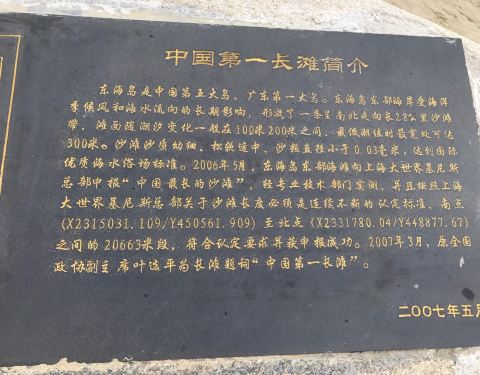 中国第一长滩简介
东海岛是中国第五大岛、广东第一大岛。东海岛东部海岸受海洋
季候风和海水流向的长期影响，形成了一条呈南北走向长28公里沙滩
带，滩面随潮汐变化一般在100米200米之间，最低潮位时最宽处可达
300米。沙滩沙质幼细，松软适中，沙粒直径小于0.03毫米，达到国际
优质海水浴场标准。2006年5月，东海岛东部海滩向上海大世界基尼斯
总部申报“中国最长的沙滩”，经专业技术部门实测，并且按照上海
大世界基尼斯总部关于沙滩长度必须是连续不断的认定标准，南点
(X2315031.109/Y450561.909)至北点(X2331780.04/Y448877.67)
之间的20663米段，符合认定要求并获申报成功。2007年3月、原全国
政协副主席叶选平为长滩题词“中国第一长滩”。
二〇〇七年五月